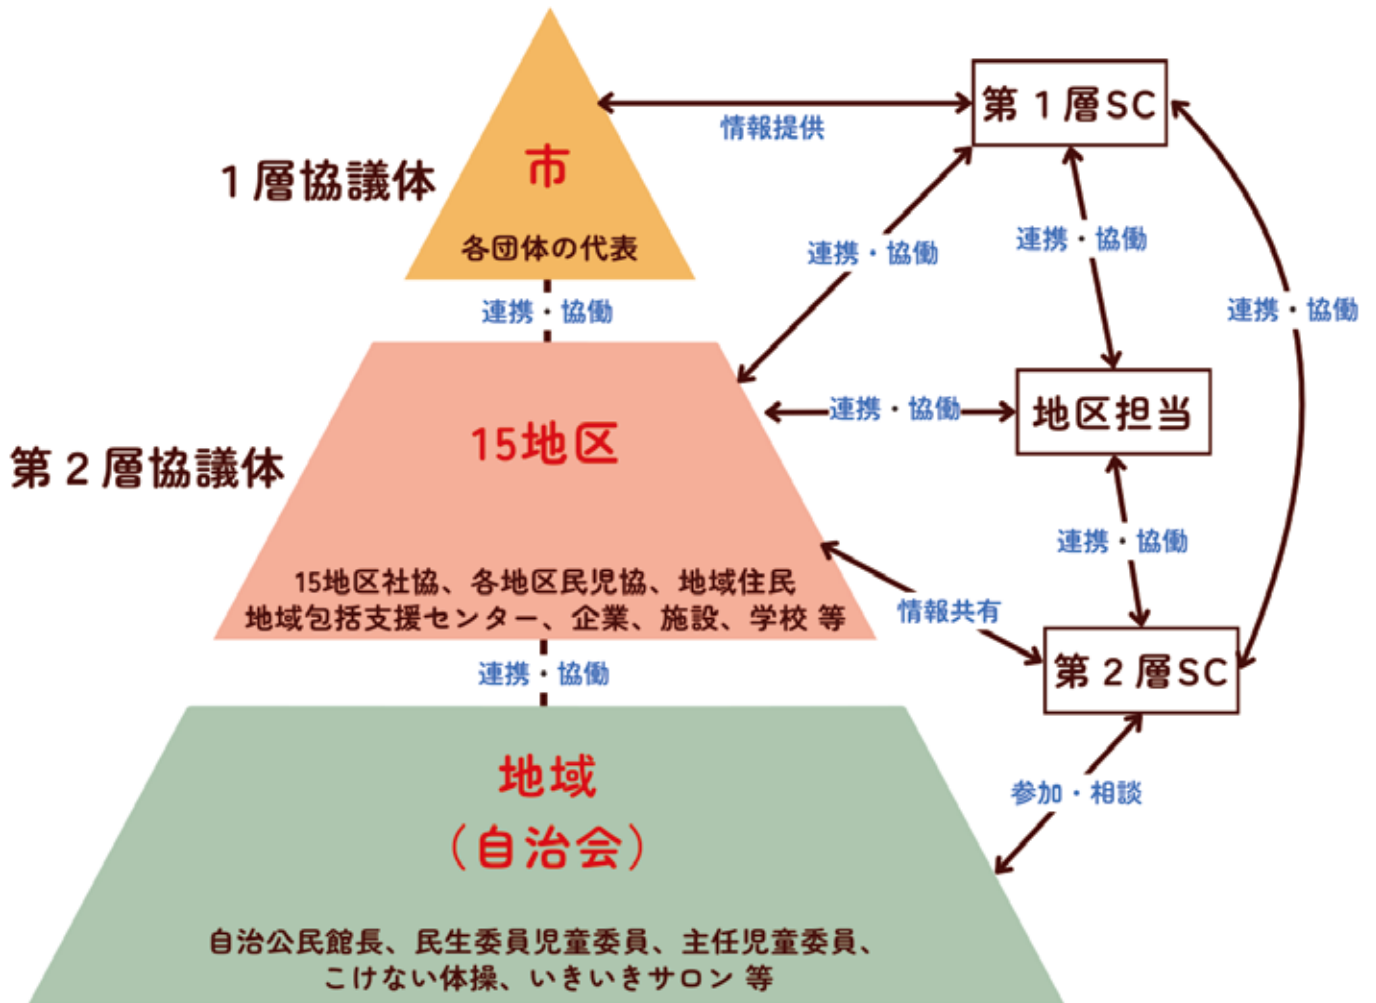 第１層SC
情報提供
市
１層協議体
各団体の代表
連携・協働
連携・協働
連携・協働
連携・協働
15地区
連携・協働
地区担当
第２層協議体
連携・協働
15地区社協、各地区民児協、地域住民
地域包括支援センター、企業、施設、学校 等
情報共有
第２層SC
連携・協働
地域
（自治会）
参加・相談
自治公民館長、民生委員児童委員、主任児童委員、
こけない体操、いきいきサロン 等